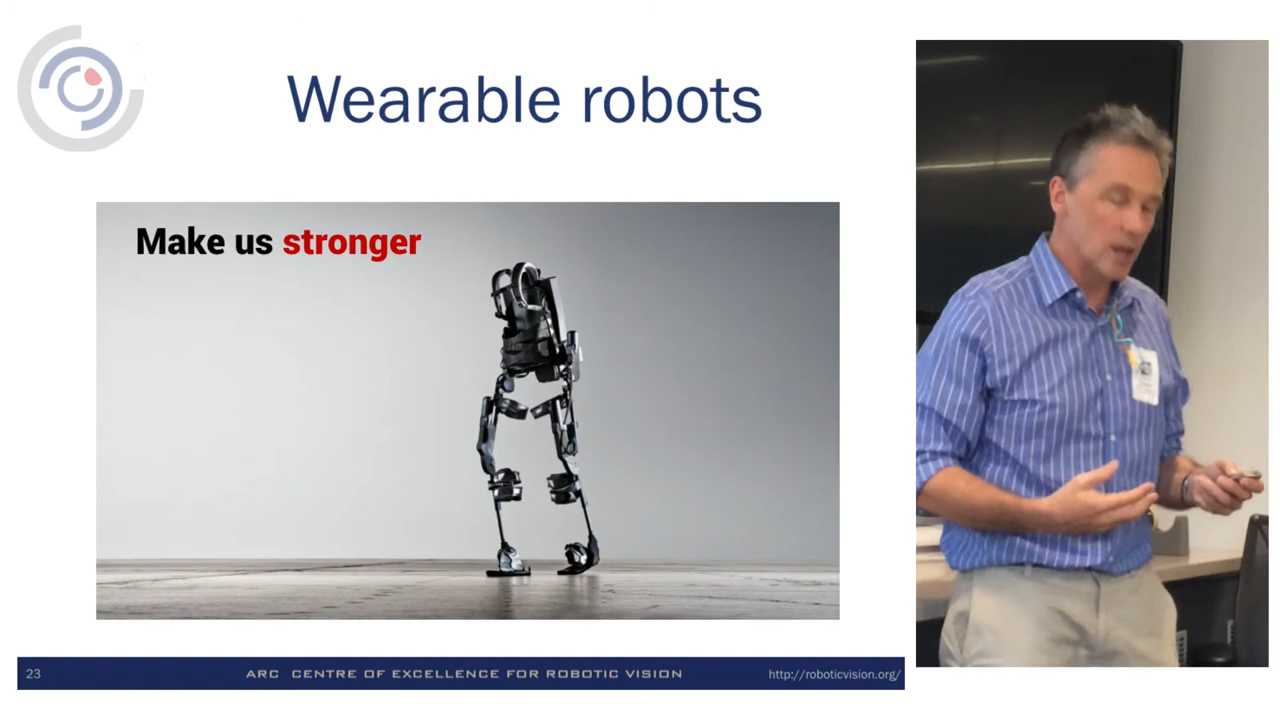 Wearable robots
Make us stronger
23
ARC CENTRE OF EXCELLENCE FOR ROBOTIC VISION
http://roboticvision.org/